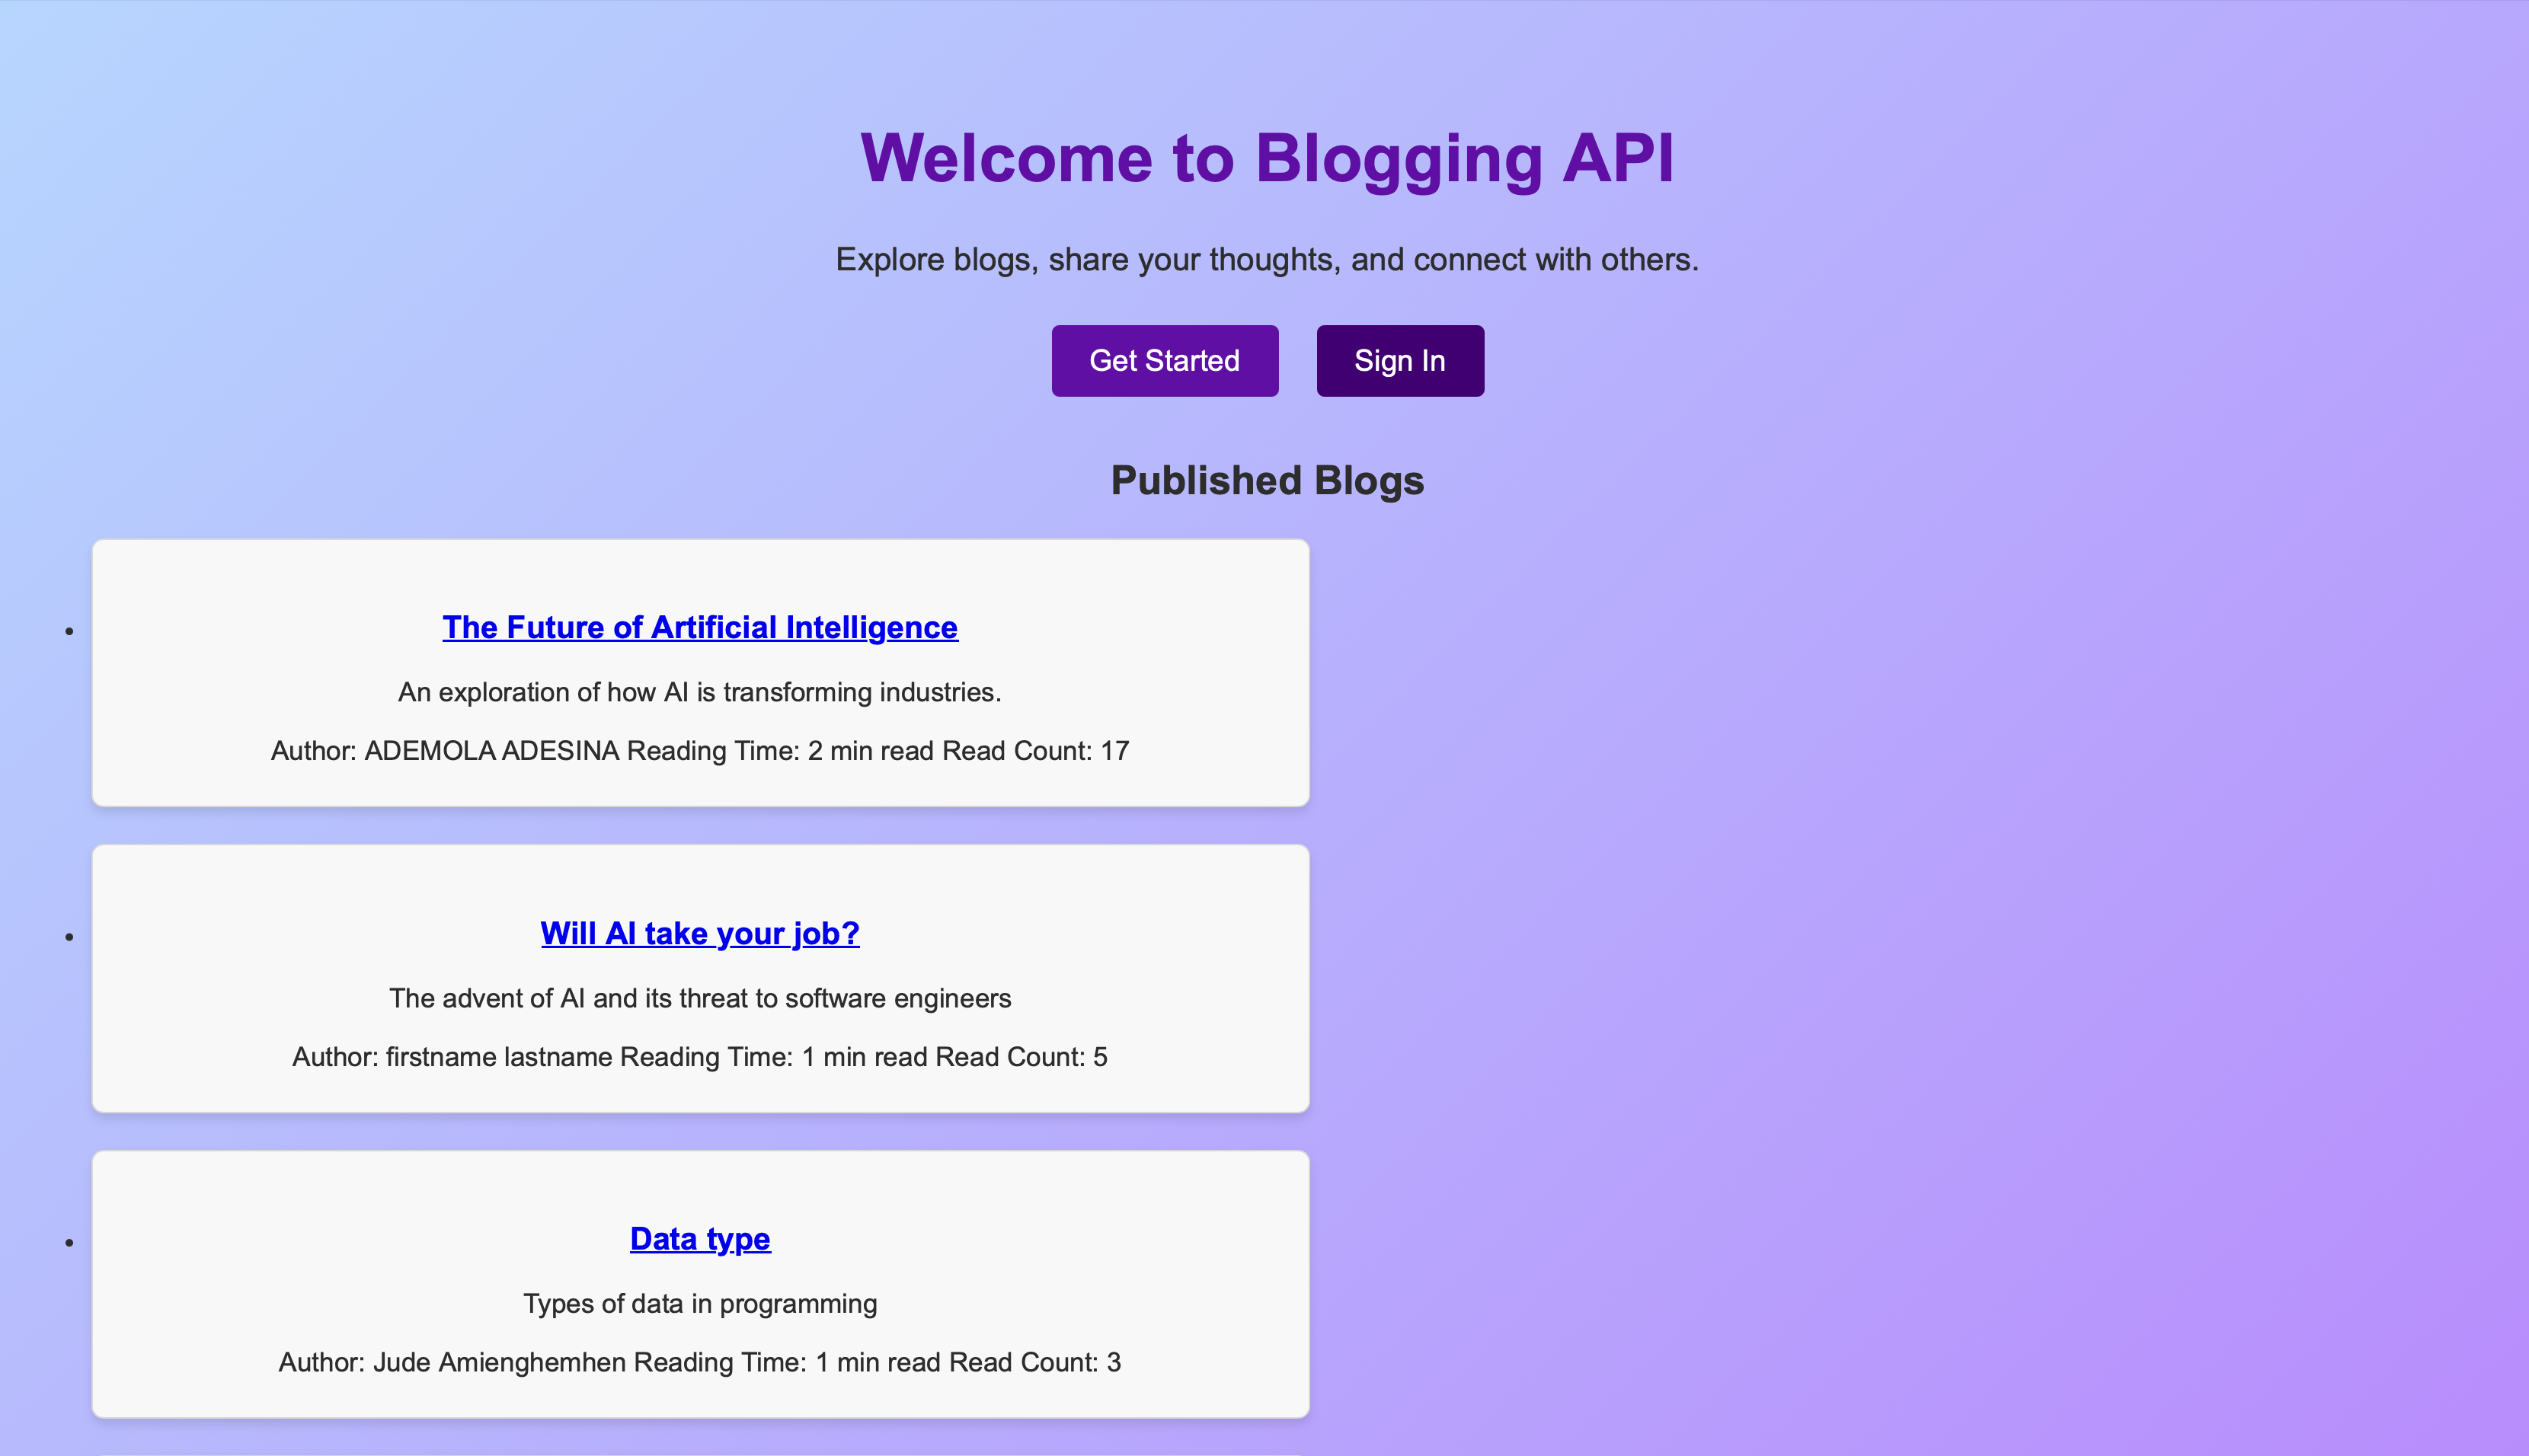 Welcome to Blogging API
Explore blogs, share your thoughts, and connect with others.
Get Started
Sign In
Published Blogs
The Future of Artificial Intelligence
An exploration of how AI is transforming industries.
Author: ADEMOLA ADESINA Reading Time: 2 min read Read Count: 17
Will AI take your job?
The advent of AI and its threat to software engineers
Author: firstname lastname Reading Time: 1 min read Read Count: 5
Data type
Types of data in programming
Author: Jude Amienghemhen Reading Time: 1 min read Read Count: 3